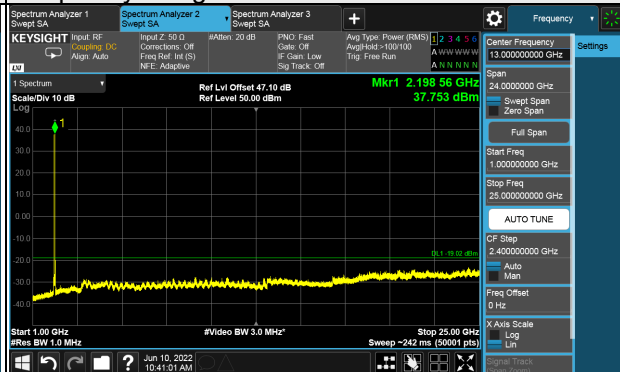 Spectrum Analyzer 1
Swept SA
Spectrum Analyzer 2
Swept SA
Spectrum Analyzer 3
Swept SA
Frequency
KEYSIGHT
Input: RF
Coupling: DC
Align: Auto
LXI
Input Z: 50 Ω
Corrections: Off
Freq Ref: Int (S)
NFE: Adaptive
#Atten: 20 dB
PNO: Fast
Gate: Off
IF Gain: Low
Sig Track: Off
Avg Type: Power (RMS)
Avg|Hold:>100/100
Trig: Free Run
1 2 3 4 5 6
A W W W W W
A N N N N N
1 Spectrum
Scale/Div 10 dB
Log
Ref Lvl Offset 47.10 dB
Ref Level 50.00 dBm
Mkr1 2.198 56 GHz
37.753 dBm
1
40.0
30.0
20.0
10.0
0.00
-10.0
-20.0
-30.0
-40.0
DL1 -19.02 dBm
Start 1.00 GHz
#Res BW 1.0 MHz
#Video BW 3.0 MHz*
Stop 25.00 GHz
Sweep ~242 ms (50001 pts)
Jun 10, 2022
10:41:01 AM
Center Frequency
13.000000000 GHz
Settings
Span
24.0000000 GHz
Swept Span
Zero Span
Full Span
Start Freq
1.000000000 GHz
Stop Freq
25.000000000 GHz
AUTO TUNE
CF Step
2.400000000 GHz
Auto
Man
Freq Offset
0 Hz
X Axis Scale
Log
Lin
Signal Track